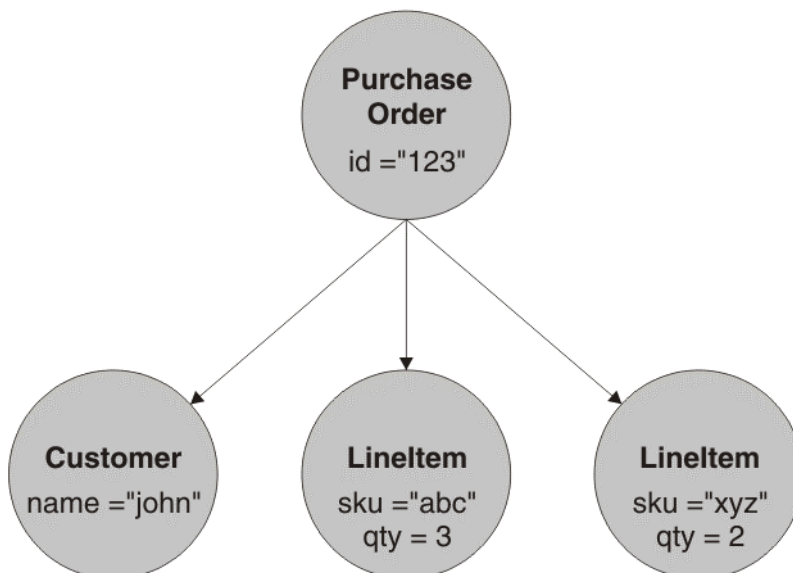 Purchase
Order
id ="123"
Customer
name ="john"
LineItem
sku ="abc"
qty = 3
LineItem
sku ="xyz"
qty = 2